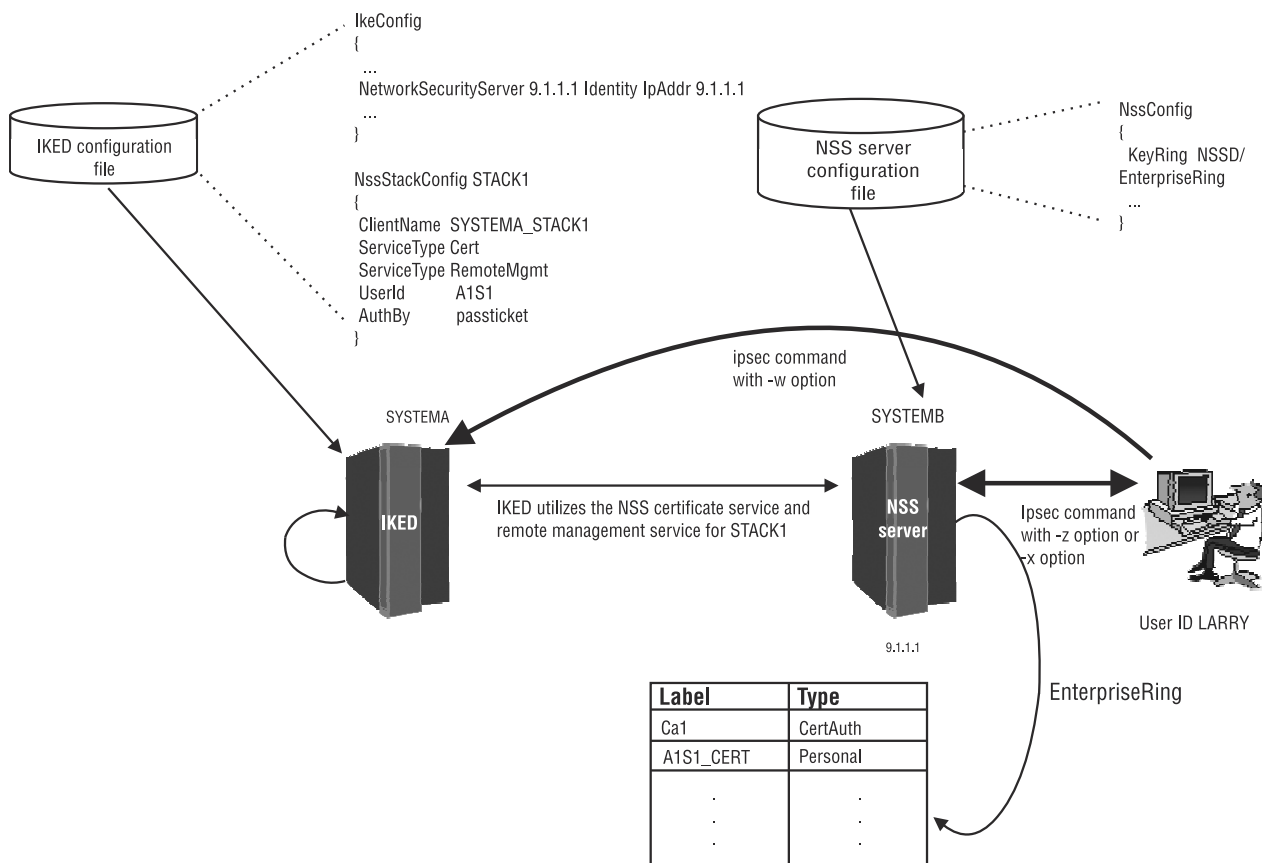 IkeConfig
{
...
NetworkSecurityServer 9.1.1.1 Identity IpAddr 9.1.1.1
...
}
IKED configuration
file
NssStackConfig STACK1
{
ClientName SYSTEMA_STACK1
ServiceType Cert
ServiceType RemoteMgmt
UserId A1S1
AuthBy passticket
}
NSS server
configuration
file
NssConfig
{
KeyRing NSSD/
EnterpriseRing
...
}
ipsec command
with -w option
SYSTEMA
SYSTEMB
IKED
IKED utilizes the NSS certificate service and
remote management service for STACK1
NSS
server
Ipsec command
with -z option or
-x option
User ID LARRY
9.1.1.1
EnterpriseRing
Label Type
Ca1 CertAuth
A1S1_CERT Personal
. .
. .
. .